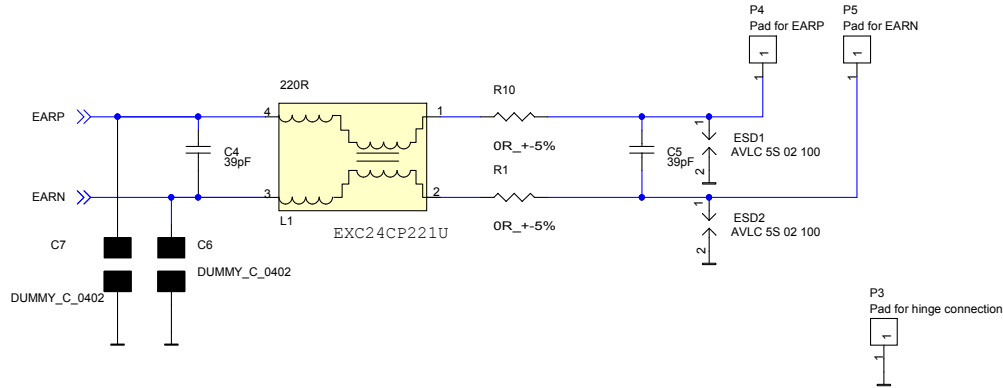 P4
Pad for EARP
1
1
P5
Pad for EARN
1
1
220R
R10
EARP
4
1
C4
39pF
0R_+-5%
C5
39pF
1
2
ESD1
AVLC 5S 02 100
R1
EARN
3
2
L1
EXC24CP221U
0R_+-5%
1
2
ESD2
AVLC 5S 02 100
C7
C6
DUMMY_C_0402
DUMMY_C_0402
P3
Pad for hinge connection
1
1